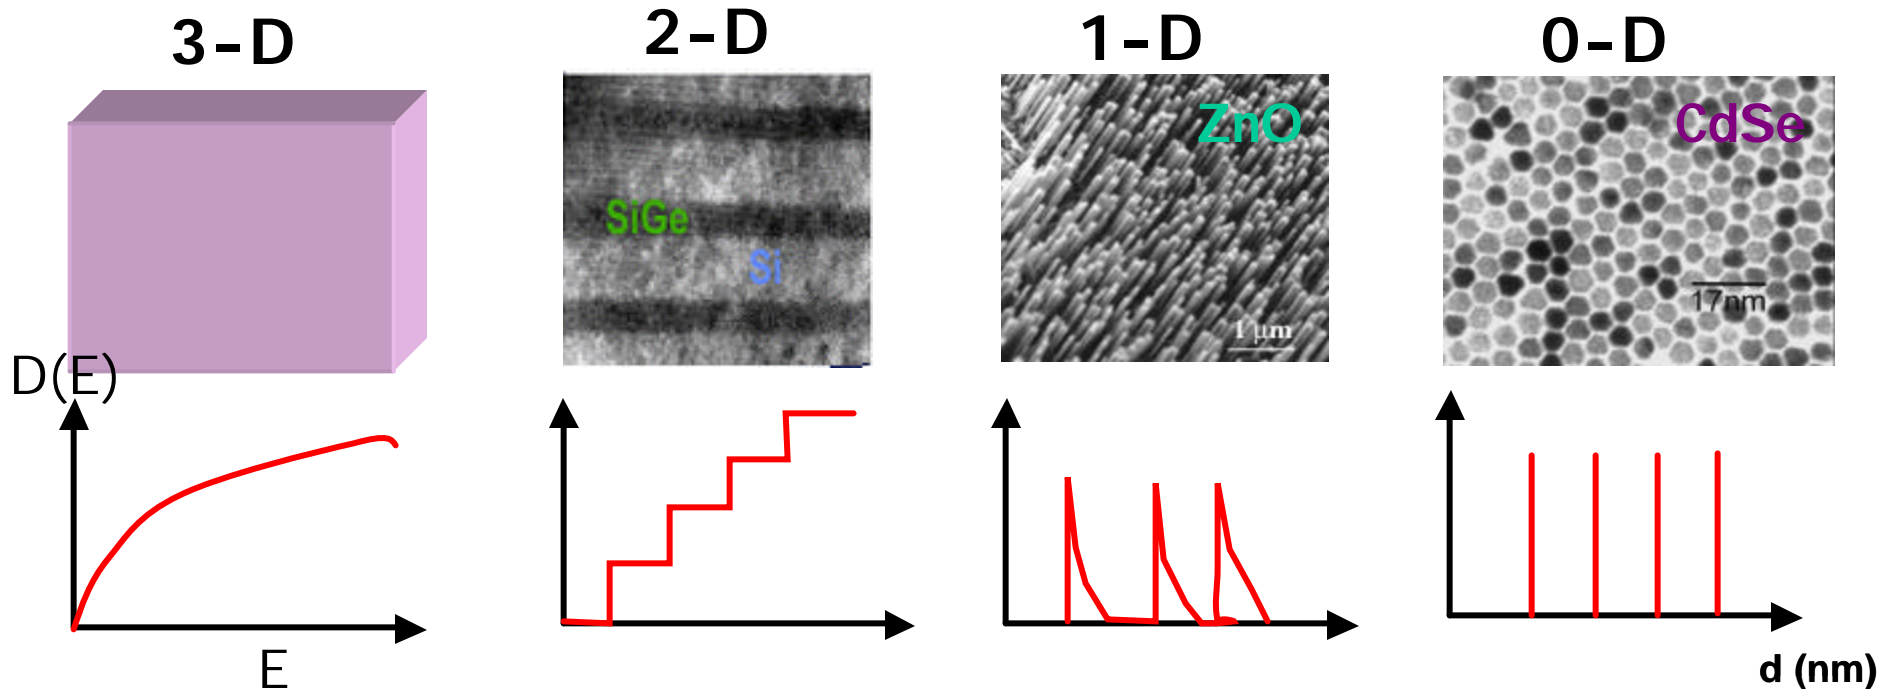 3-D
2-D
1-D
0-D
SiGe
Si
ZnO
1 μm
CdSe
17nm
D(E)
E
d (nm)